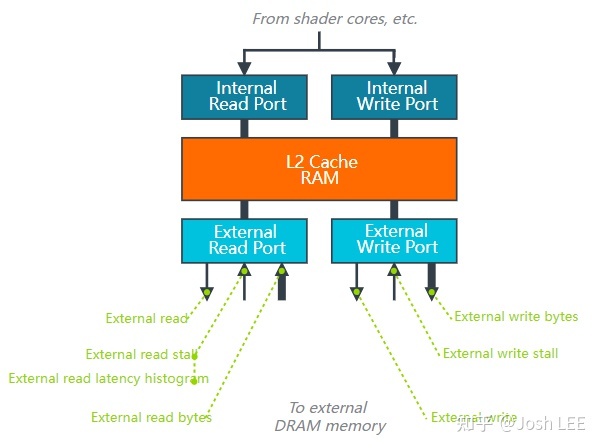 From shader cores, etc.
Internal
Read Port
Internal
Write Port
L2 Cache
RAM
External
Read Port
External
Write Port
External read
External write bytes
External read stall
External write stall
External read latency histogram
External read bytes
To external
DRAM memory
External write
知乎 @Josh LEE